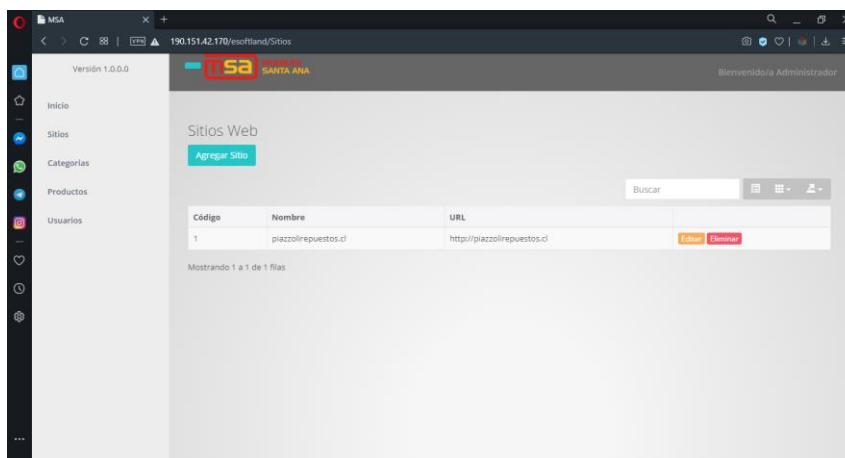 MSA
VPN
190.151.42.170/esoftland/Sitios
Versión 1.0.0.0
msa
SANTA ANA
Bienvenido/a Administrador
Inicio
Sitios
Categorias
Productos
Usuarios
Sitios Web
Agregar Sitio
Buscar
Código Nombre URL
1 piazzolirepuestos.cl http://piazzolirepuestos.cl Editar Eliminar
Mostrando 1 a 1 de 1 filas